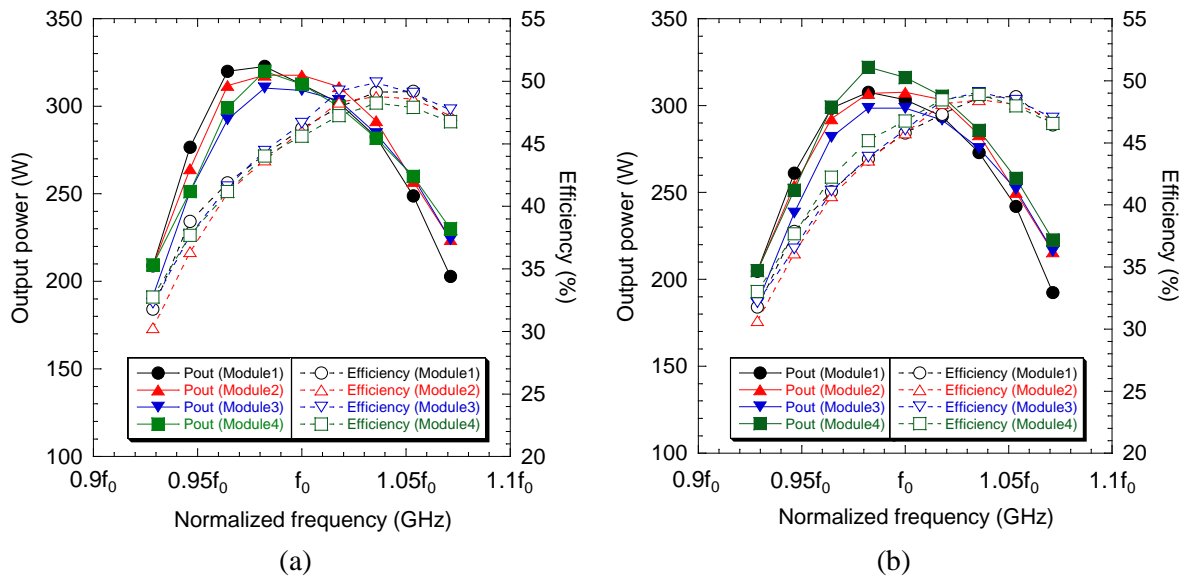 350
300
250
200
150
100
Output power (W)
55
50
45
40
35
30
25
20
Efficiency (%)
Pout (Module1)
Pout (Module2)
Pout (Module3)
Pout (Module4)
Efficiency (Module1)
Efficiency (Module2)
Efficiency (Module3)
Efficiency (Module4)
0.9f₀ 0.95f₀ f₀ 1.05f₀ 1.1f₀
Normalized frequency (GHz)
(a)
350
300
250
200
150
100
Output power (W)
55
50
45
40
35
30
25
20
Efficiency (%)
Pout (Module1)
Pout (Module2)
Pout (Module3)
Pout (Module4)
Efficiency (Module1)
Efficiency (Module2)
Efficiency (Module3)
Efficiency (Module4)
0.9f₀ 0.95f₀ f₀ 1.05f₀ 1.1f₀
Normalized frequency (GHz)
(b)